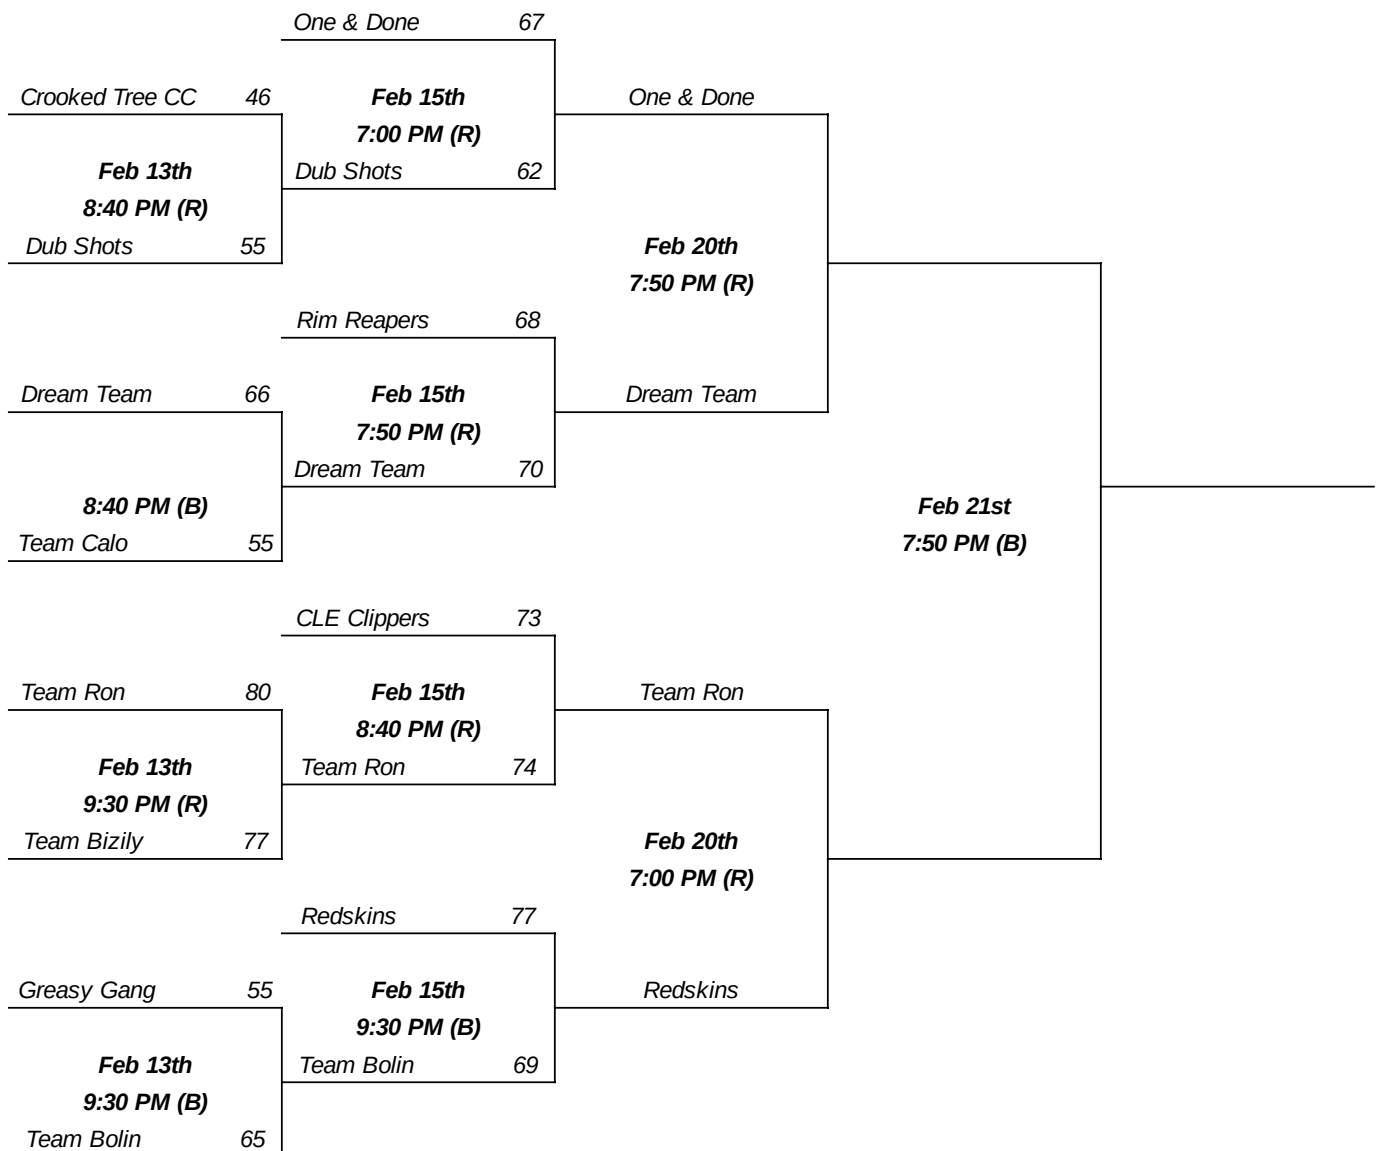 One & Done 67
Crooked Tree CC 46 Feb 15th One & Done
7:00 PM (R)
Feb 13th Dub Shots 62
8:40 PM (R)
Dub Shots 55 Feb 20th
7:50 PM (R)
Rim Reapers 68
Dream Team 66 Feb 15th Dream Team
7:50 PM (R)
Dream Team 70
8:40 PM (B) Feb 21st
Team Calo 55 7:50 PM (B)
CLE Clippers 73
Team Ron 80 Feb 15th Team Ron
8:40 PM (R)
Feb 13th Team Ron 74
9:30 PM (R)
Team Bizily 77 Feb 20th
7:00 PM (R)
Redskins 77
Greasy Gang 55 Feb 15th Redskins
9:30 PM (B)
Feb 13th Team Bolin 69
9:30 PM (B)
Team Bolin 65